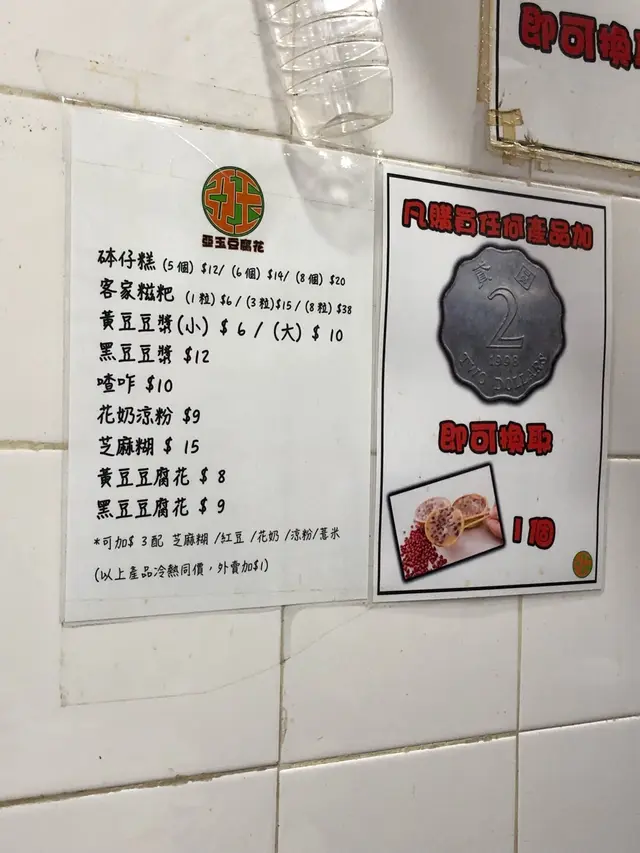 亞玉豆腐花
砵仔糕 (5個) $12/ (6個) $14/ (8個) $20
客家糍粑 (1粒) $6 / (3粒)$15 / (8粒) $38
黃豆豆漿(小) $ 6 / (大) $ 10
黑豆豆漿 $12
喳咋 $10
花奶涼粉 $9
芝麻糊 $ 15
黃豆豆腐花 $ 8
黑豆豆腐花 $ 9
*可加$ 3配 芝麻糊 /紅豆 /花奶 /涼粉/薏米
(以上產品冷熱同價，外賣加$1)
凡購買任何產品加
貳 圓
2
1998
TWO DOLLARS
即可換取
1個
即可換